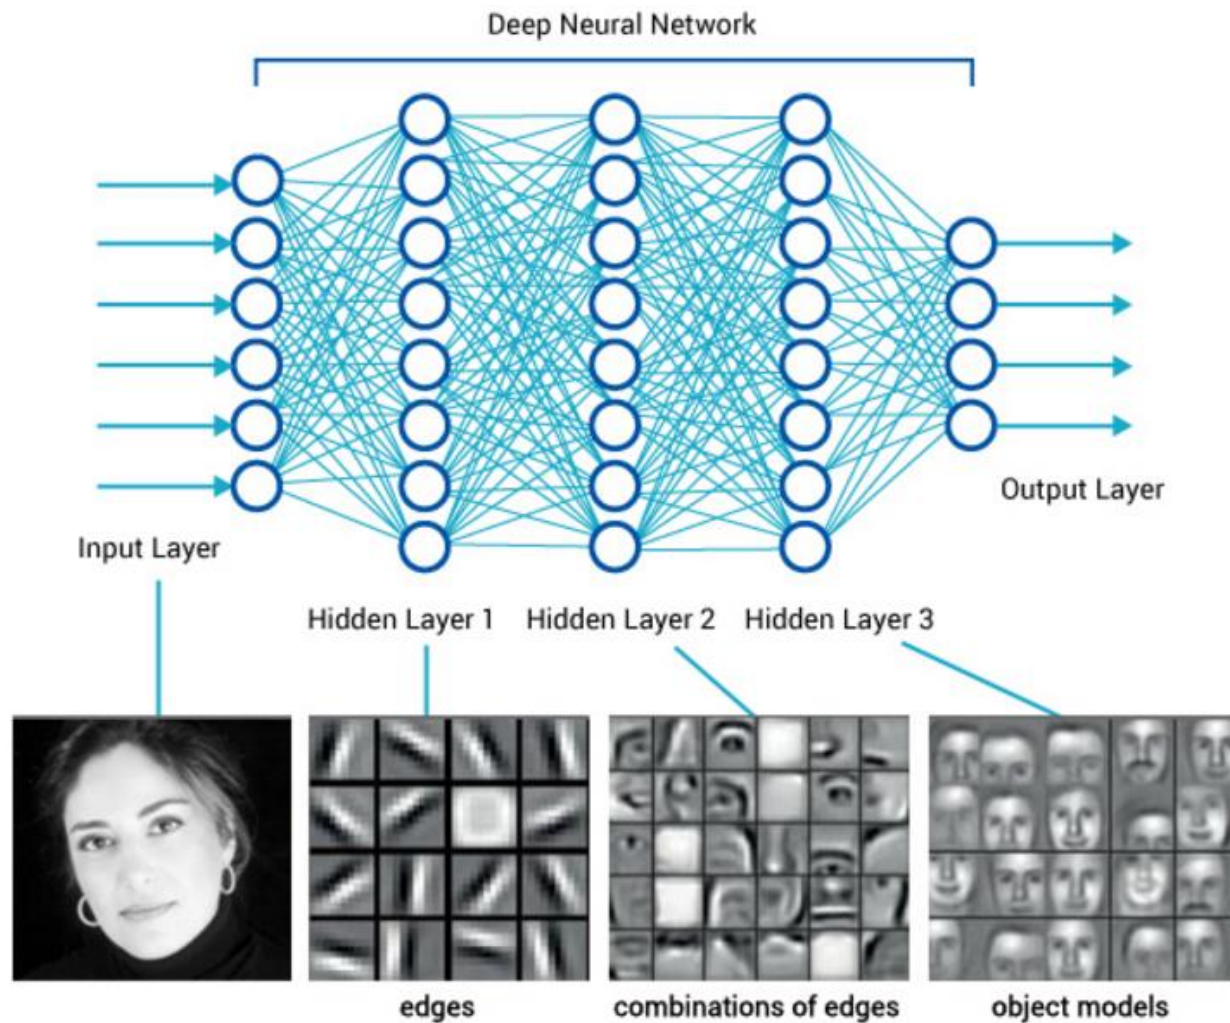 Deep Neural Network
Output Layer
Input Layer
Hidden Layer 1
Hidden Layer 2
Hidden Layer 3
edges
combinations of edges
object models